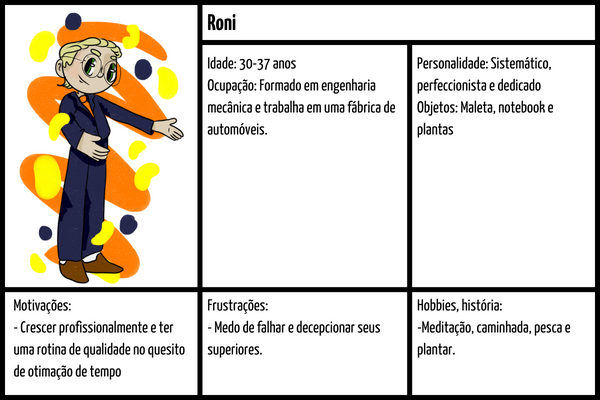 Roni
Idade: 30-37 anos
Ocupação: Formado em engenharia
mecânica e trabalha em uma fábrica de
automóveis.
Personalidade: Sistemático,
perfeccionista e dedicado
Objetos: Maleta, notebook e
plantas
Motivações:
- Crescer profissionalmente e ter
uma rotina de qualidade no quesito
de otimação de tempo
Frustrações:
- Medo de falhar e decepcionar seus
superiores.
Hobbies, história:
-Meditação, caminhada, pesca e
plantar.